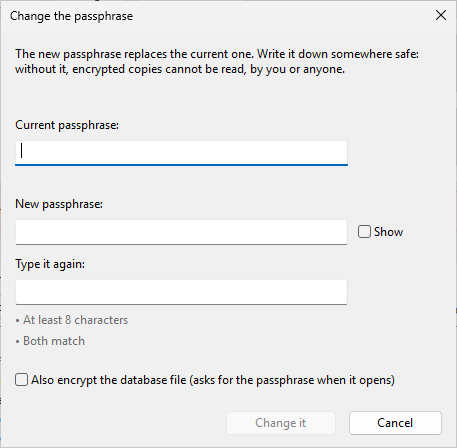 Change the passphrase
The new passphrase replaces the current one. Write it down somewhere safe:
without it, encrypted copies cannot be read, by you or anyone.
Current passphrase:
New passphrase:
Show
Type it again:
• At least 8 characters
• Both match
Also encrypt the database file (asks for the passphrase when it opens)
Change it
Cancel